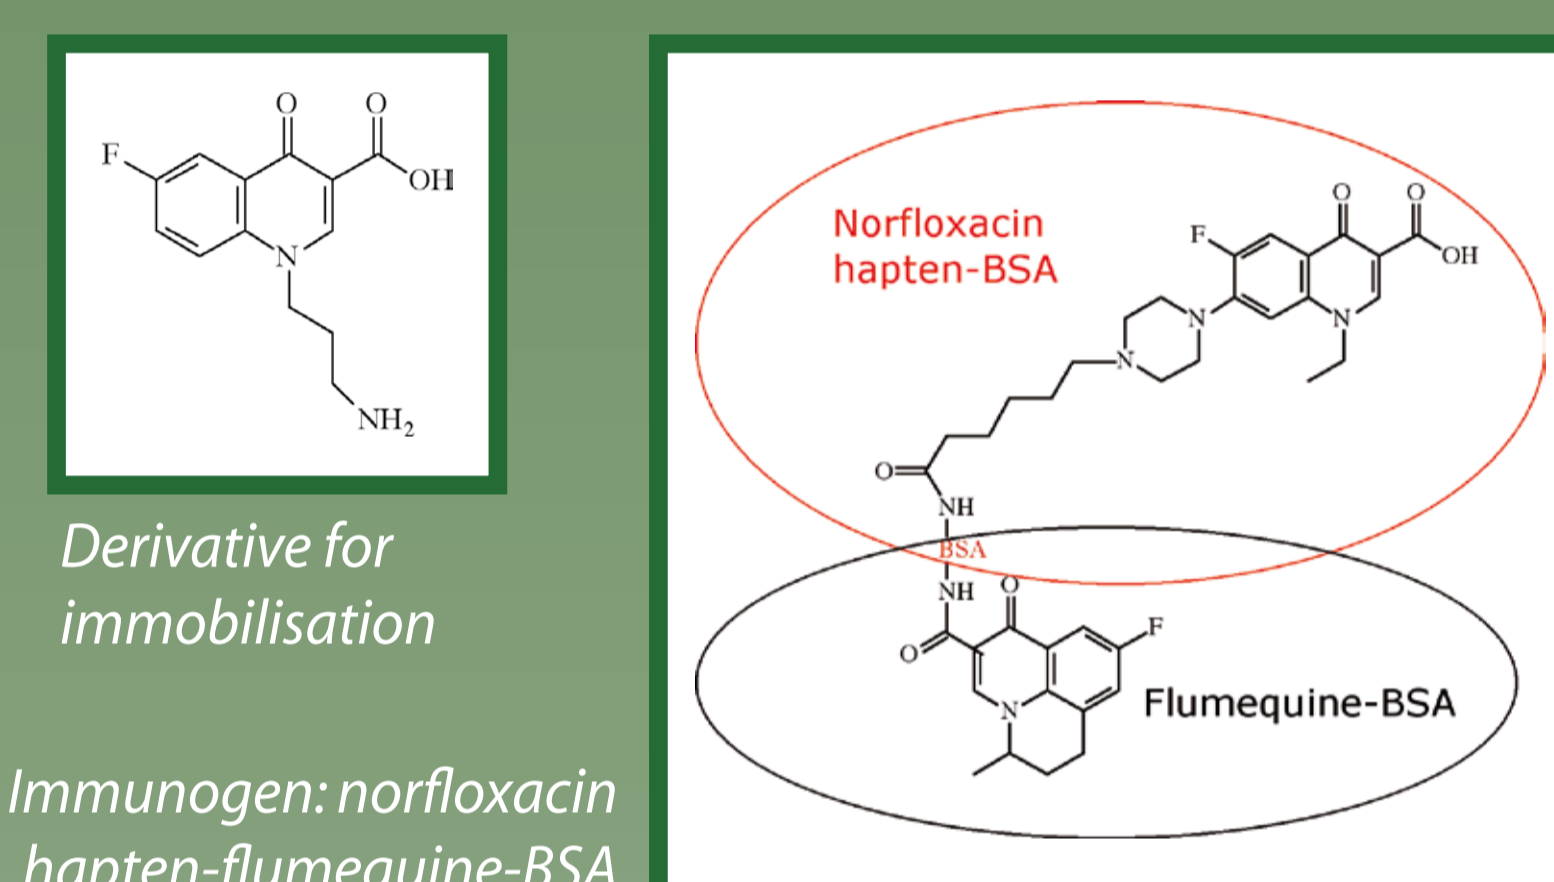 O
O
F
OH
N
NH2
Derivative for
immobilisation
Immunogen: norfloxacin
hapten-flumequine-BSA
Norfloxacin
hapten-BSA
O
O
F
OH
N
N
N
O
NH
BSA
NH
O
F
O
N
Flumequine-BSA